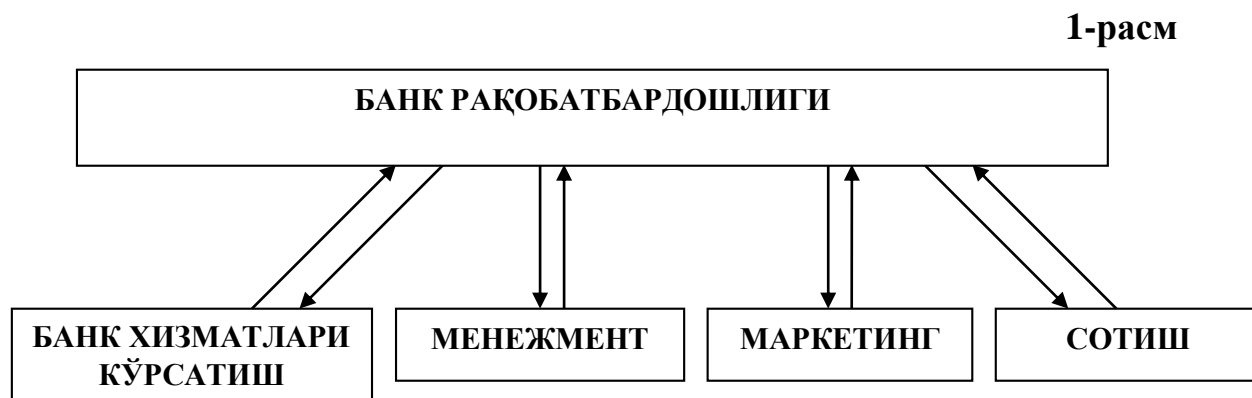 1-расм
БАНК РАҚОБАТБАРДОШЛИГИ
БАНК ХИЗМАТЛАРИ
КЎРСАТИШ
МЕНЕЖМЕНТ
МАРКЕТИНГ
СОТИШ